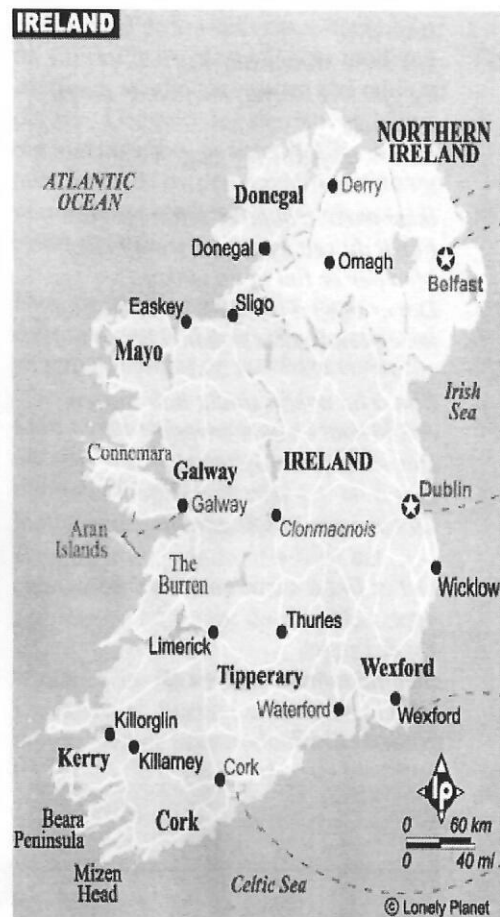 IRELAND
NORTHERN
IRELAND
ATLANTIC
OCEAN
Donegal
Derry
Donegal
Omagh
Belfast
Easkey
Sligo
Mayo
Irish
Sea
Connemara
Galway
IRELAND
Dublin
Galway
Clonmacnois
Aran
Islands
The
Burren
Wicklow
Limerick
Thurles
Tipperary
Wexford
Waterford
Wexford
Killorglin
Kerry
Killarney
Cork
Beara
Peninsula
Cork
Mizen
Head
Celtic Sea
lp
0 60 km
0 40 ml
© Lonely Planet